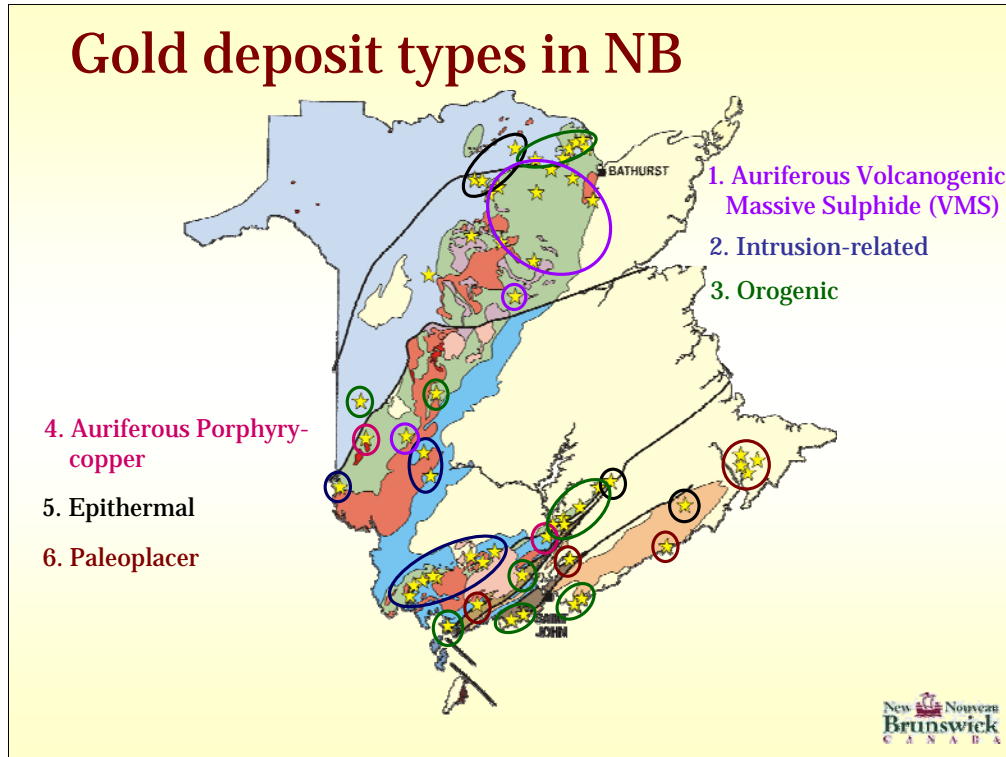 Gold deposit types in NB
BATHURST
1. Auriferous Volcanogenic
Massive Sulphide (VMS)
2. Intrusion-related
3. Orogenic
4. Auriferous Porphyry-
copper
5. Epithermal
6. Paleoplacer
SAINT
JOHN
New Nouveau
Brunswick
CANADA